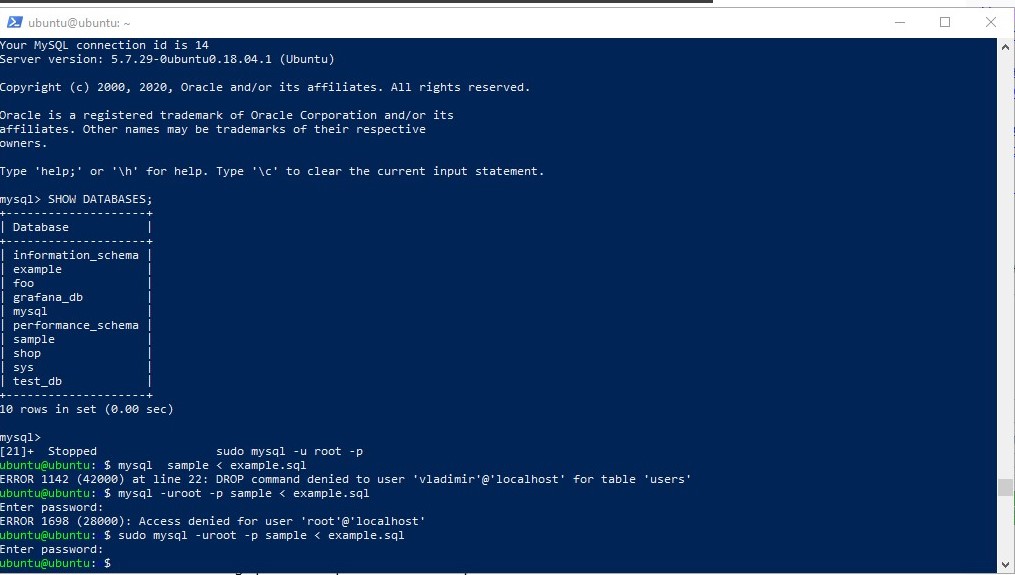 ubuntu@ubuntu: ~
Your MySQL connection id is 14
Server version: 5.7.29-0ubuntu0.18.04.1 (Ubuntu)
Copyright (c) 2000, 2020, Oracle and/or its affiliates. All rights reserved.
Oracle is a registered trademark of Oracle Corporation and/or its
affiliates. Other names may be trademarks of their respective
owners.
Type 'help;' or '\h' for help. Type '\c' to clear the current input statement.
mysql> SHOW DATABASES;
+--------------------+
| Database           |
+--------------------+
| information_schema |
| example            |
| foo                |
| grafana_db         |
| mysql              |
| performance_schema |
| sample             |
| shop               |
| sys                |
| test_db            |
+--------------------+
10 rows in set (0.00 sec)
mysql>
[21]+  Stopped                 sudo mysql -u root -p
ubuntu@ubuntu: $ mysql  sample < example.sql
ERROR 1142 (42000) at line 22: DROP command denied to user 'vladimir'@'localhost' for table 'users'
ubuntu@ubuntu: $ mysql -uroot -p sample < example.sql
Enter password:
ERROR 1698 (28000): Access denied for user 'root'@'localhost'
ubuntu@ubuntu: $ sudo mysql -uroot -p sample < example.sql
Enter password:
ubuntu@ubuntu: $